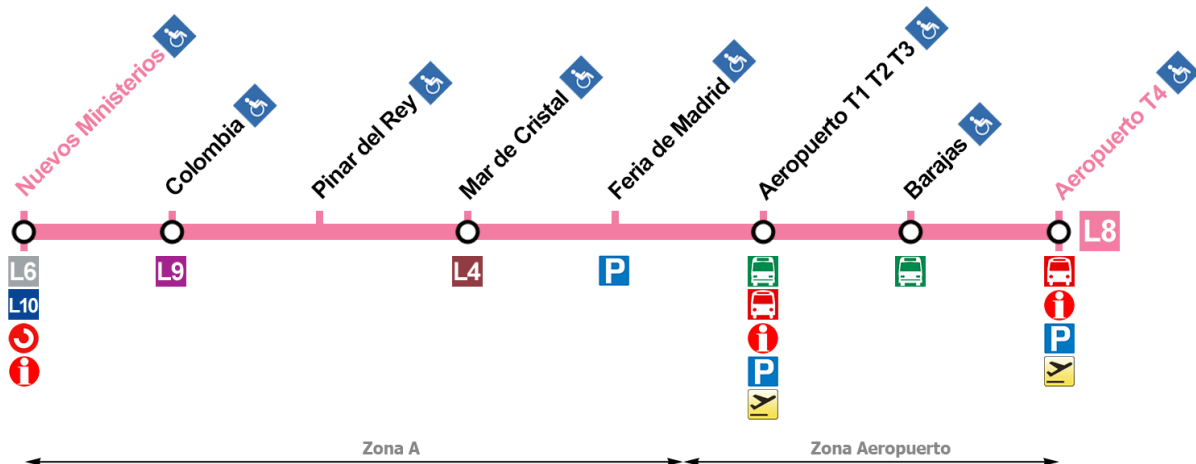 Nuevos Ministerios
Colombia
Pinar del Rey
Mar de Cristal
Feria de Madrid
Aeropuerto T1 T2 T3
Barajas
Aeropuerto T4
L8
L6
L9
L4
P
L10
i
i
P
i
P
Zona A
Zona Aeropuerto